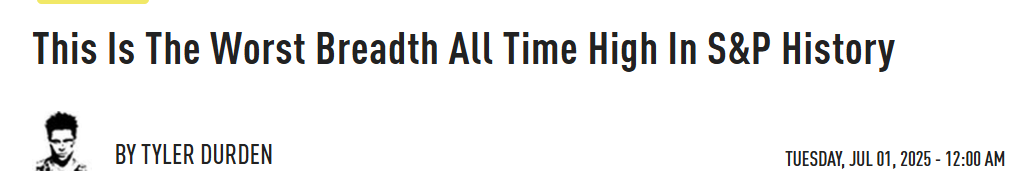 This Is The Worst Breadth All Time High In S&P History
BY TYLER DURDEN
TUESDAY, JUL 01, 2025 - 12:00 AM